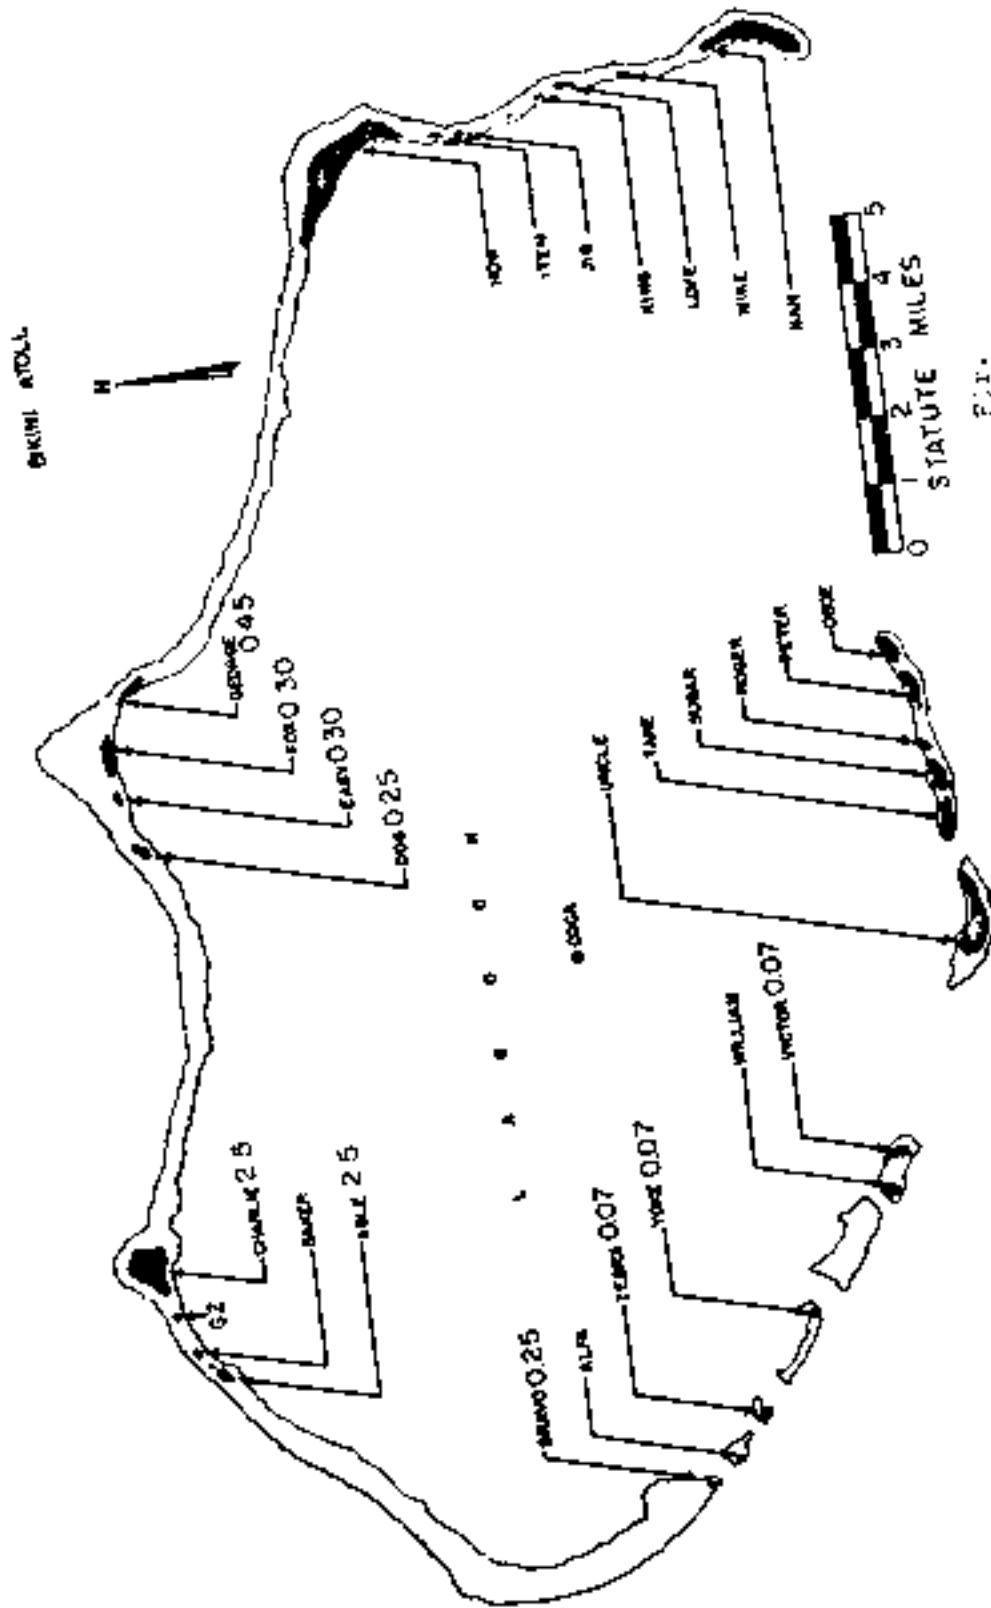 BIKINI ATOLL
N
GEORGE 0.45
FOX 0.30
EASY 0.30
DOG 0.25
CHARLIE 2.5
GZ
BAKER
ABLE 2.5
HOW
ITEM
JIG
KING
LOVE
MIKE
NAN
L A G O O N
COCA
BRAVO 0.25
ALFA
ZEBRA 0.07
YOKE 0.07
WILLIAM
VICTOR 0.07
UNCLE
TARE
SUGAR
ROGER
PETER
OBOE
0 1 2 3 4 5
STATUTE MILES